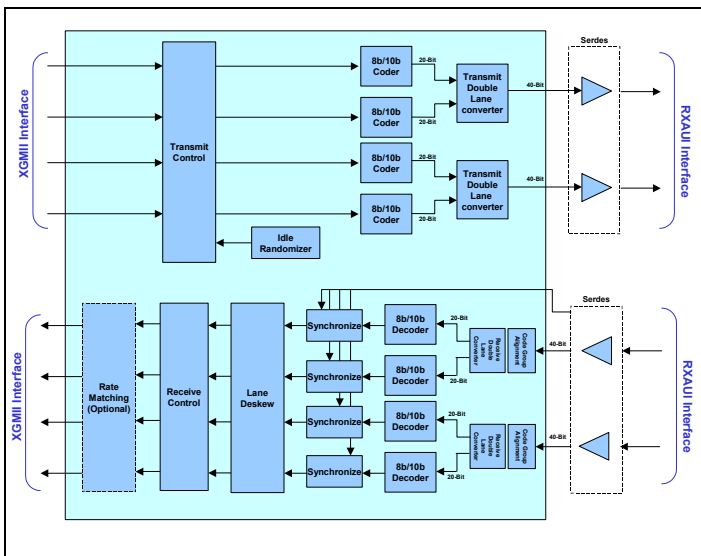 Serdes
XGMII Interface
Transmit
Control
8b/10b
Coder
20-Bit
8b/10b
Coder
20-Bit
Transmit
Double
Lane
converter
40-Bit
8b/10b
Coder
20-Bit
8b/10b
Coder
20-Bit
Transmit
Double
Lane
converter
40-Bit
RXAUI Interface
Idle
Randomizer
Serdes
XGMII Interface
Rate
Matching
(Optional)
Receive
Control
Lane
Deskew
Synchronize
8b/10b
Decoder
20-Bit
Synchronize
8b/10b
Decoder
20-Bit
Receive
Double
Lane
Converter
Code Group
Alignment
40-Bit
Synchronize
8b/10b
Decoder
20-Bit
Synchronize
8b/10b
Decoder
20-Bit
Receive
Double
Lane
Converter
Code Group
Alignment
40-Bit
RXAUI Interface